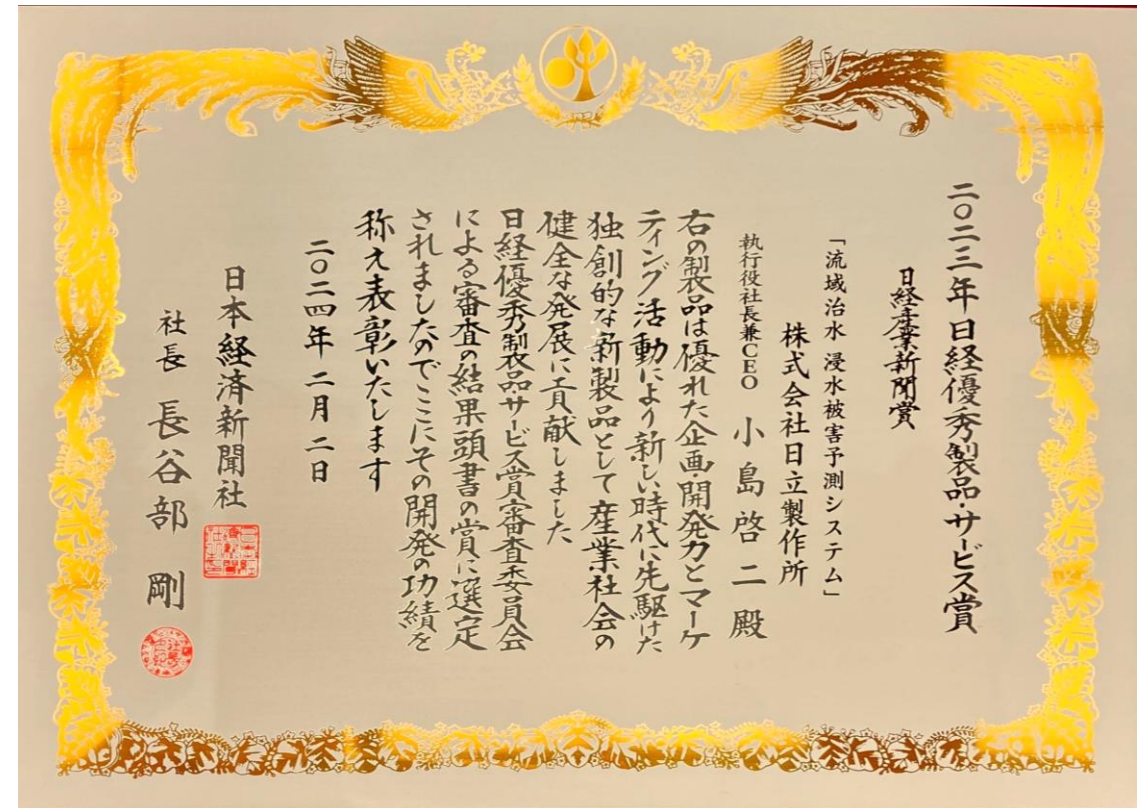 二〇二三年日経優秀製品・サービス賞
日経産業新聞賞
「流域治水 浸水被害予測システム」
株式会社日立製作所
執行役社長兼CEO 小島啓二殿
右の製品は優れた企画・開発力とマーケ
ティング活動により新しい時代に先駆けた
独創的な新製品として産業社会の
健全な発展に貢献しました
日経優秀製品サービス賞審査委員会
による審査の結果頭書の賞に選定
されましたのでここにその開発の功績を
称え表彰いたします
二〇二四年二月二日
日本経済新聞社
社長 長谷部 剛